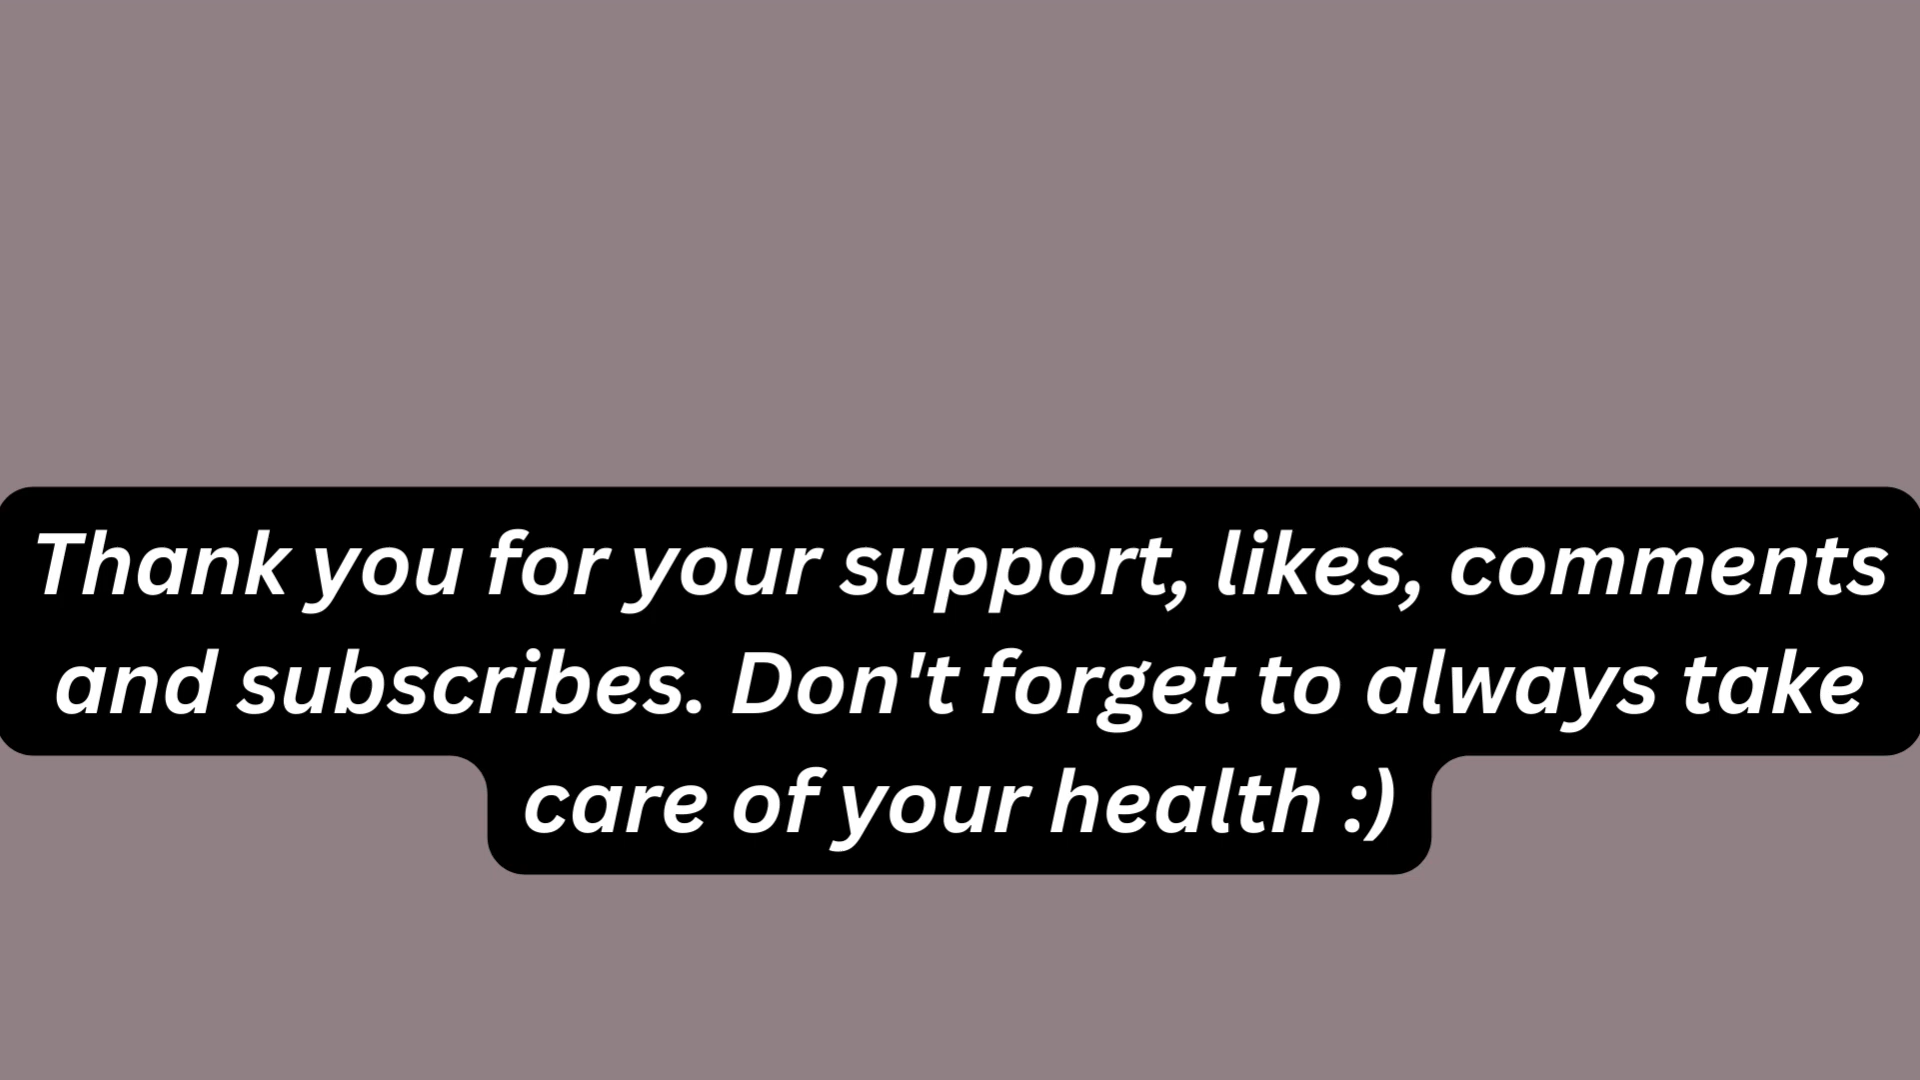 Thank you for your support, likes, comments
and subscribes. Don't forget to always take
care of your health :)